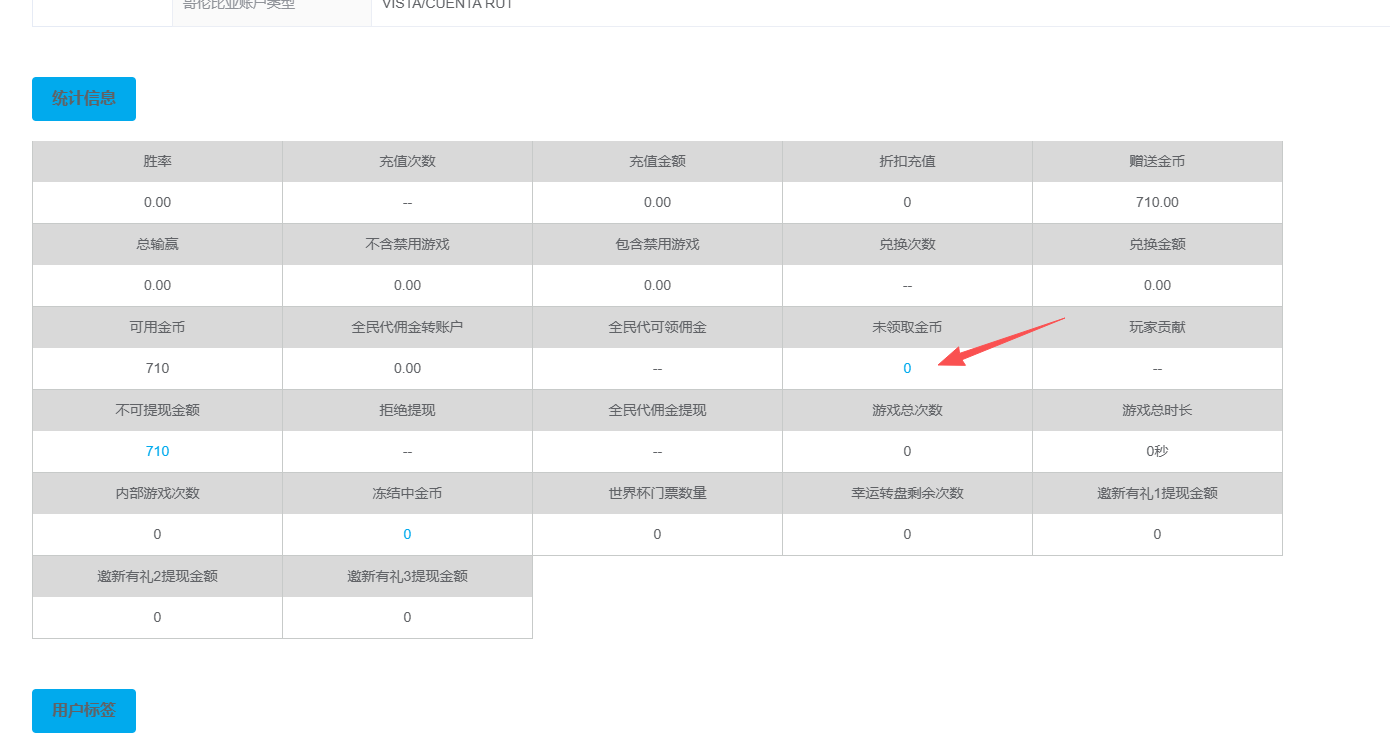 哥伦比亚账户类型 VISTA/CUENTA RUT
统计信息
胜率 充值次数 充值金额 折扣充值 赠送金币
0.00 -- 0.00 0 710.00
总输赢 不含禁用游戏 包含禁用游戏 兑换次数 兑换金额
0.00 0.00 0.00 -- 0.00
可用金币 全民代佣金转账户 全民代可领佣金 未领取金币 玩家贡献
710 0.00 -- 0 --
不可提现金额 拒绝提现 全民代佣金提现 游戏总次数 游戏总时长
710 -- -- 0 0秒
内部游戏次数 冻结中金币 世界杯门票数量 幸运转盘剩余次数 邀新有礼1提现金额
0 0 0 0 0
邀新有礼2提现金额 邀新有礼3提现金额
0 0
用户标签